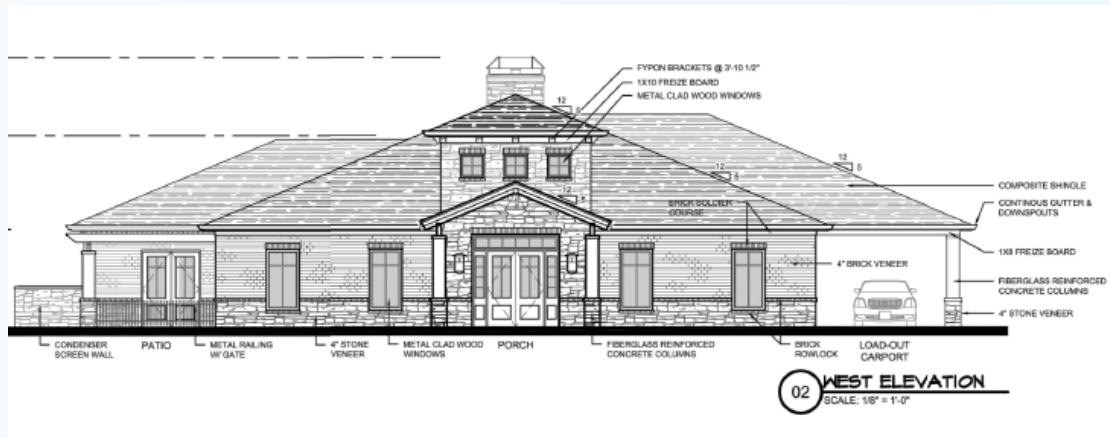 FYPON BRACKETS @ 3'-10 1/2"
1X10 FREIZE BOARD
METAL CLAD WOOD WINDOWS
12
5
12
5
12
5
12
5
BRICK SOLDIER
COURSE
COMPOSITE SHINGLE
CONTINOUS GUTTER &
DOWNSPOUTS
1X8 FREIZE BOARD
4" BRICK VENEER
FIBERGLASS REINFORCED
CONCRETE COLUMNS
4" STONE VENEER
CONDENSER
SCREEN WALL
PATIO
METAL RAILING
W/ GATE
4" STONE
VENEER
METAL CLAD WOOD
WINDOWS
PORCH
FIBERGLASS REINFORCED
CONCRETE COLUMNS
BRICK
ROWLOCK
LOAD-OUT
CARPORT
02
WEST ELEVATION
SCALE: 1/8" = 1'-0"